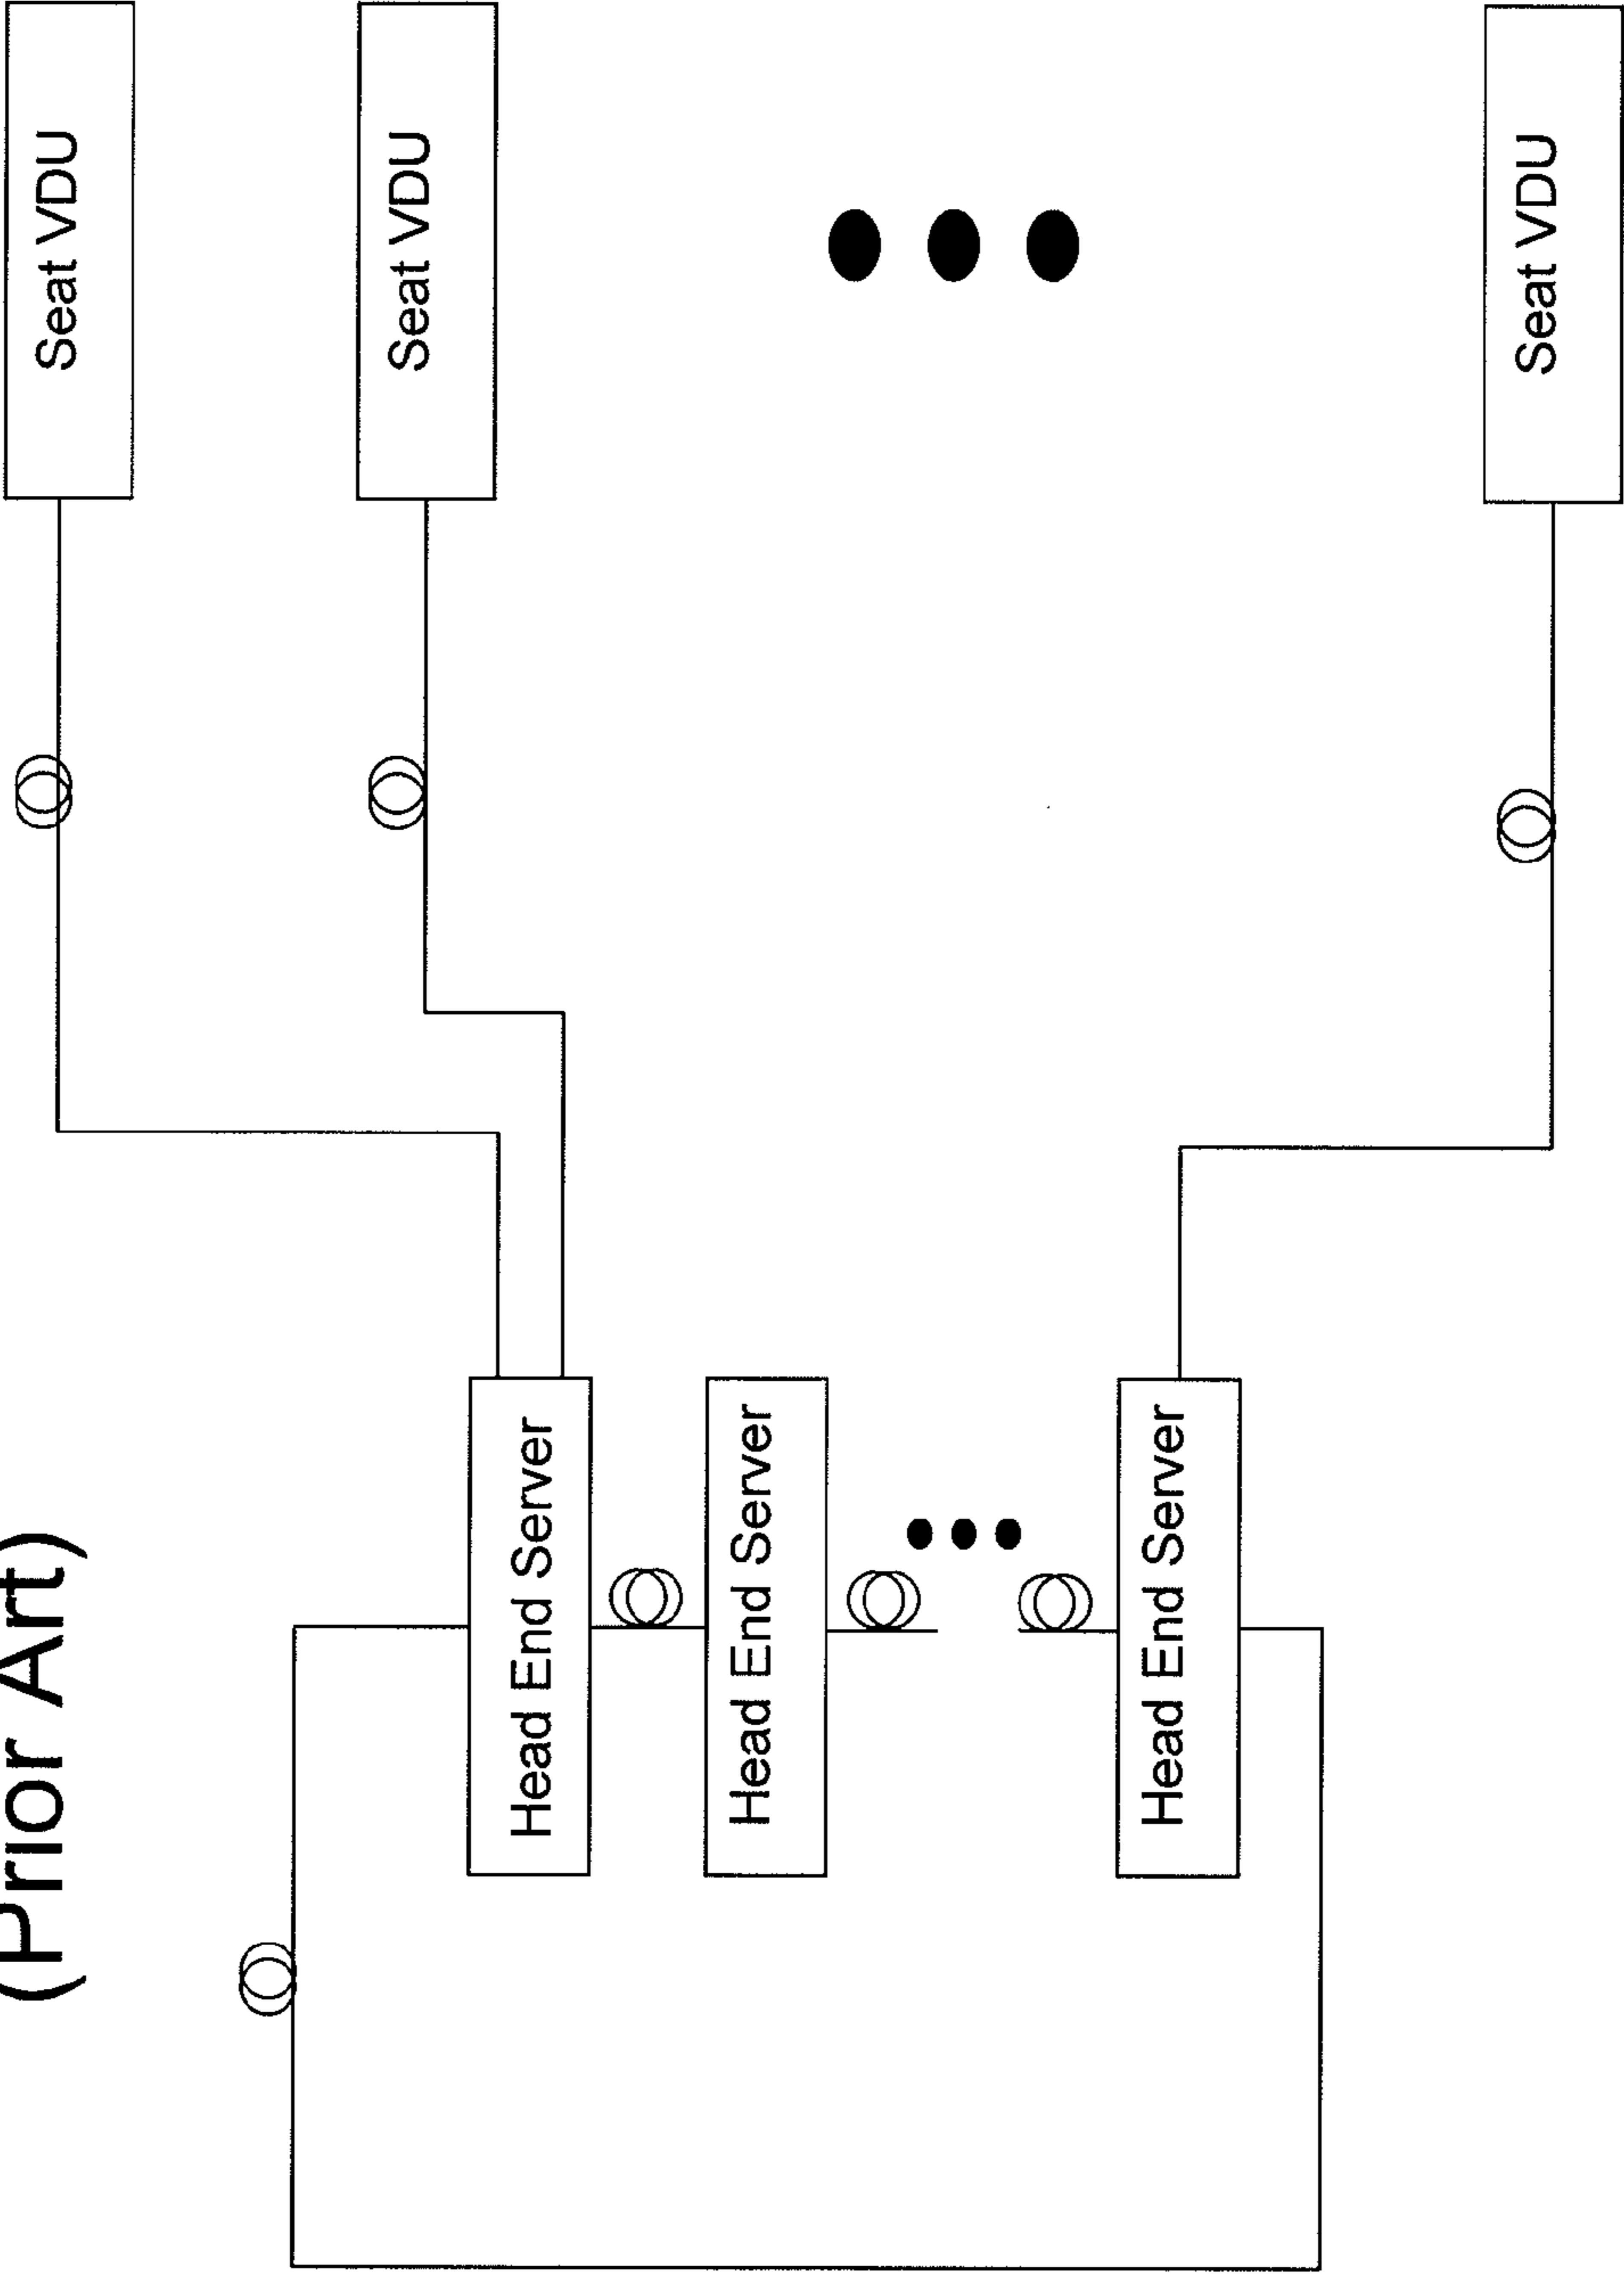 (Prior Art)
Head End Server
Head End Server
Head End Server
Seat VDU
Seat VDU
Seat VDU